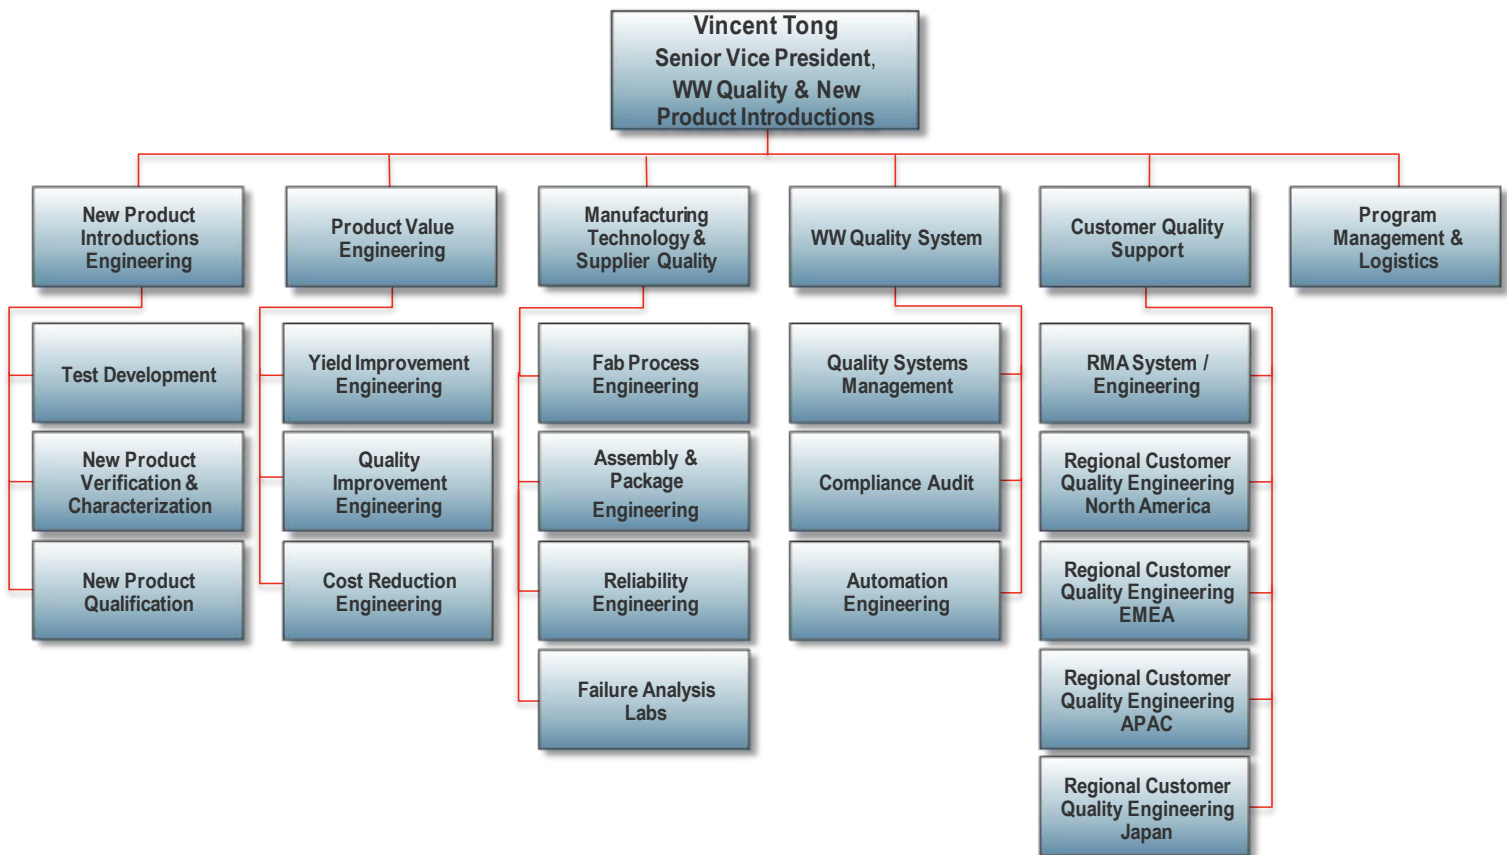 Vincent Tong
Senior Vice President,
WW Quality & New
Product Introductions
New Product
Introductions
Engineering
Product Value
Engineering
Manufacturing
Technology &
Supplier Quality
WW Quality System
Customer Quality
Support
Program
Management &
Logistics
Test Development
New Product
Verification &
Characterization
New Product
Qualification
Yield Improvement
Engineering
Quality
Improvement
Engineering
Cost Reduction
Engineering
Fab Process
Engineering
Assembly &
Package
Engineering
Reliability
Engineering
Failure Analysis
Labs
Quality Systems
Management
Compliance Audit
Automation
Engineering
RMA System /
Engineering
Regional Customer
Quality Engineering
North America
Regional Customer
Quality Engineering
EMEA
Regional Customer
Quality Engineering
APAC
Regional Customer
Quality Engineering
Japan